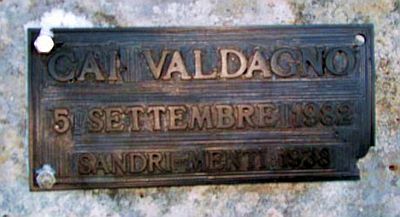 CAI VALDAGNO
5 SETTEMBRE 1982
SANDRI-MENTI 1938